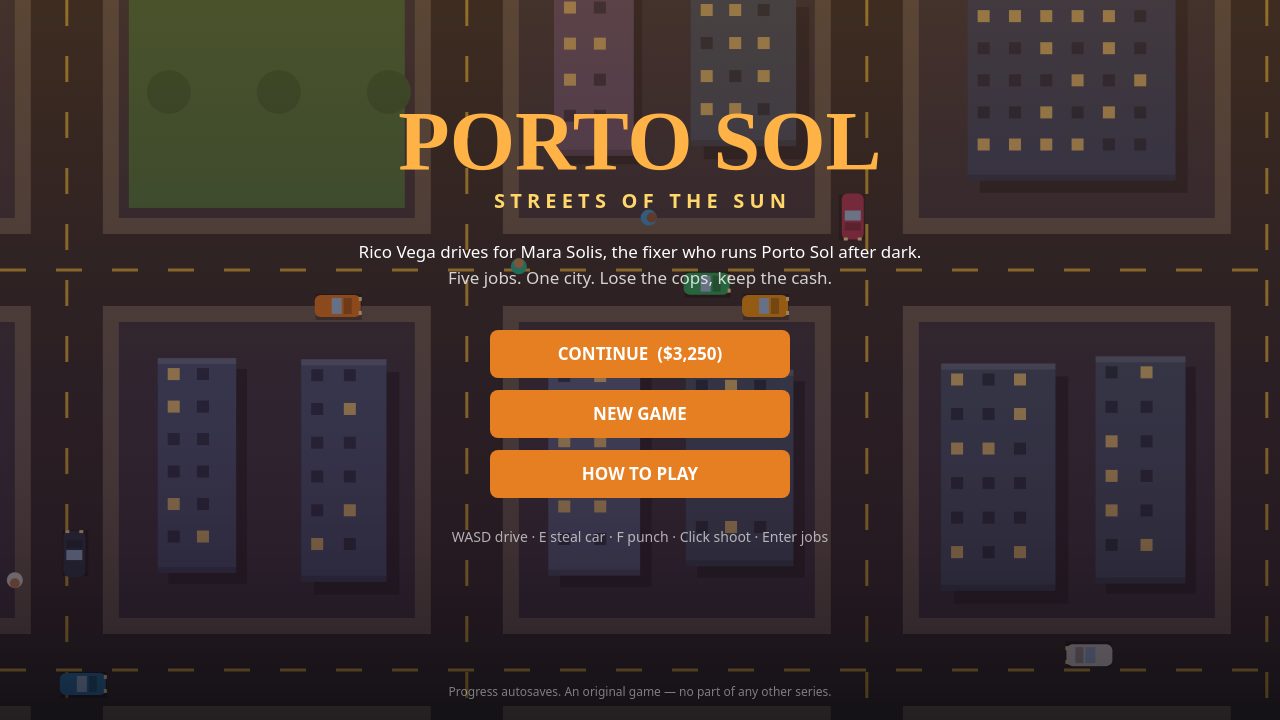 PORTO SOL
STREETS OF THE SUN
Rico Vega drives for Mara Solis, the fixer who runs Porto Sol after dark.
Five jobs. One city. Lose the cops, keep the cash.
CONTINUE ($3,250)
NEW GAME
HOW TO PLAY
WASD drive · E steal car · F punch · Click shoot · Enter jobs
Progress autosaves. An original game — no part of any other series.